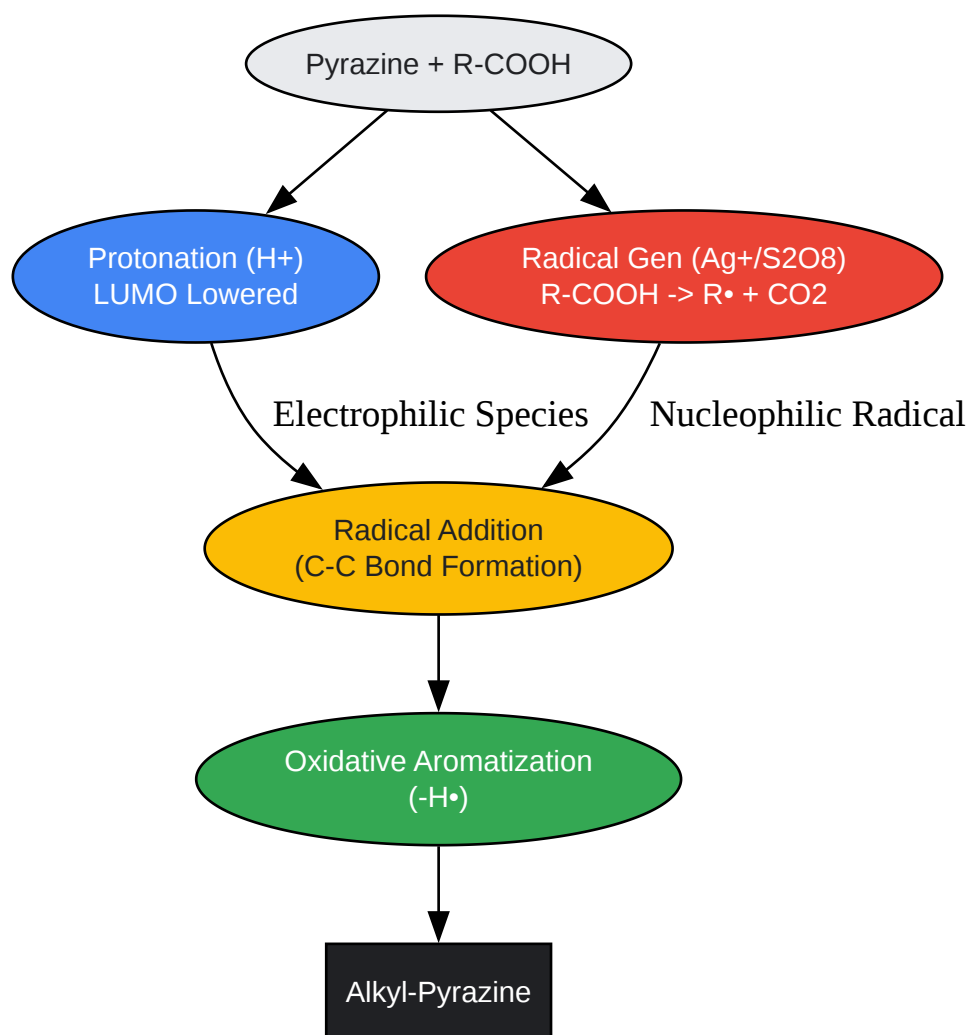 Pyrazine + R-COOH
Protonation (H+)
LUMO Lowered
Radical Gen (Ag+/S2O8)
R-COOH -> R• + CO2
Electrophilic Species
Nucleophilic Radical
Radical Addition
(C-C Bond Formation)
Oxidative Aromatization
(-H•)
Alkyl-Pyrazine